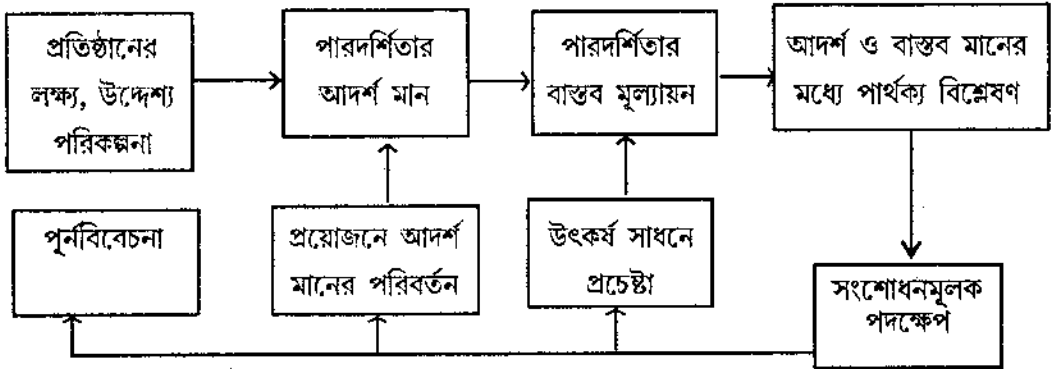 প্রতিষ্ঠানের
লক্ষ্য, উদ্দেশ্য
পরিকল্পনা
পারদর্শিতার
আদর্শ মান
পারদর্শিতার
বাস্তব মূল্যায়ন
আদর্শ ও বাস্তব মানের
মধ্যে পার্থক্য বিশ্লেষণ
পূর্নবিবেচনা
প্রয়োজনে আদর্শ
মানের পরিবর্তন
উৎকর্ষ সাধনে
প্রচেষ্টা
সংশোধনমূলক
পদক্ষেপ